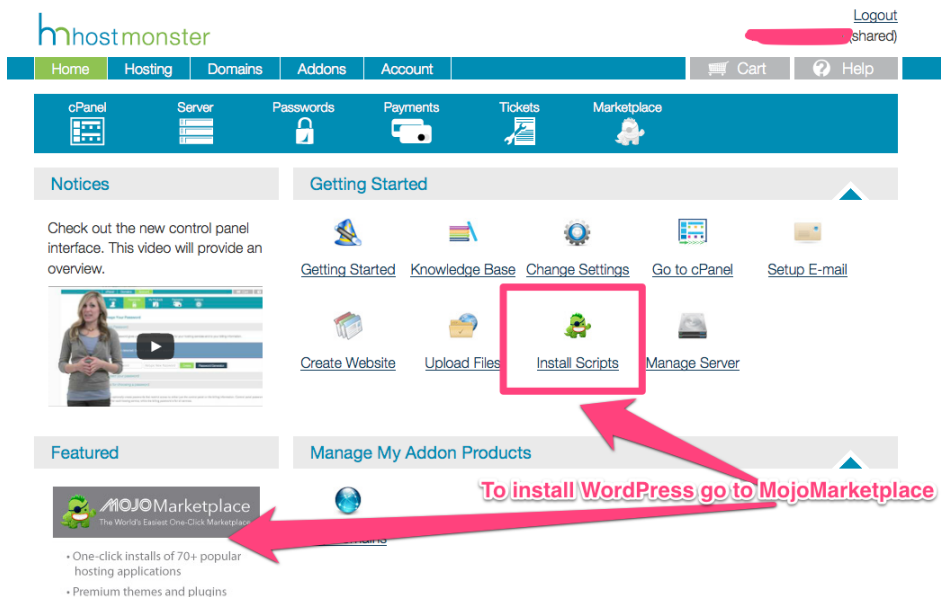 hostmonster
Logout
(shared)
Home Hosting Domains Addons Account Cart Help
cPanel Server Passwords Payments Tickets Marketplace
Notices
Check out the new control panel
interface. This video will provide an
overview.
Getting Started
Getting Started Knowledge Base Change Settings Go to cPanel Setup E-mail
Create Website Upload Files Install Scripts Manage Server
Featured
MOJO Marketplace
The World's Easiest One-Click Marketplace
• One-click installs of 70+ popular
hosting applications
• Premium themes and plugins
Manage My Addon Products
To install WordPress go to MojoMarketplace